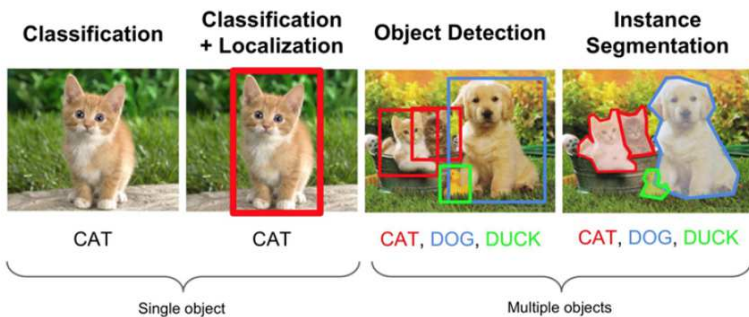 Classification
Classification
+ Localization
Object Detection
Instance
Segmentation
CAT
CAT
CAT, DOG, DUCK
CAT, DOG, DUCK
Single object
Multiple objects